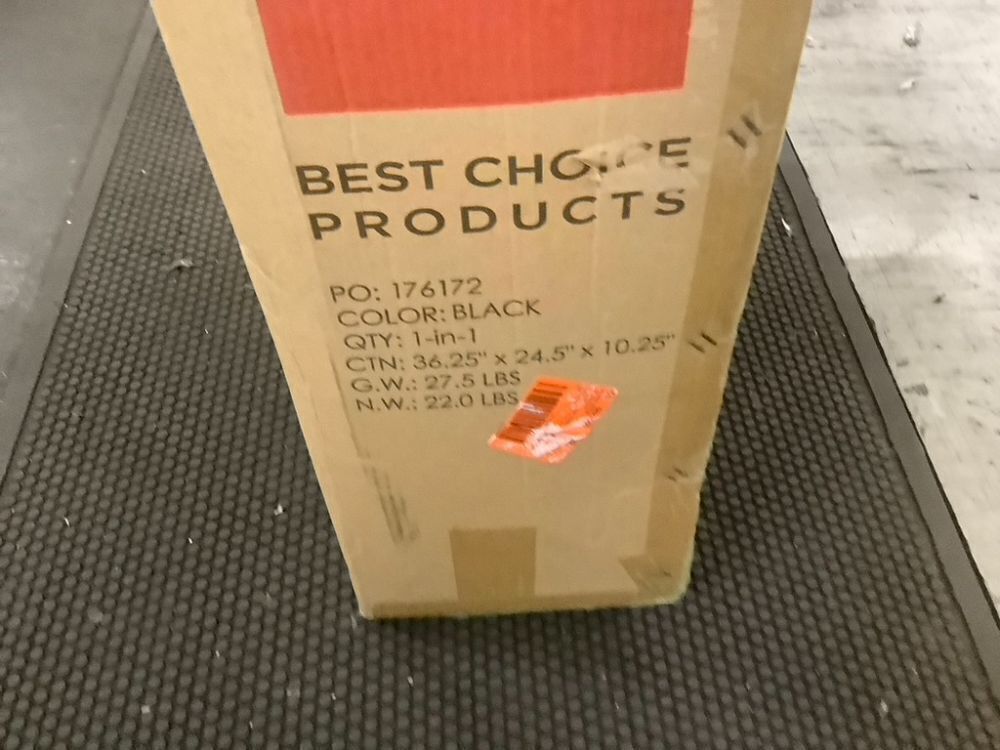 BEST CHOICE
PRODUCTS
PO: 176172
COLOR: BLACK
QTY: 1-in-1
CTN: 36.25" x 24.5" x 10.25"
G.W.: 27.5 LBS
N.W.: 22.0 LBS